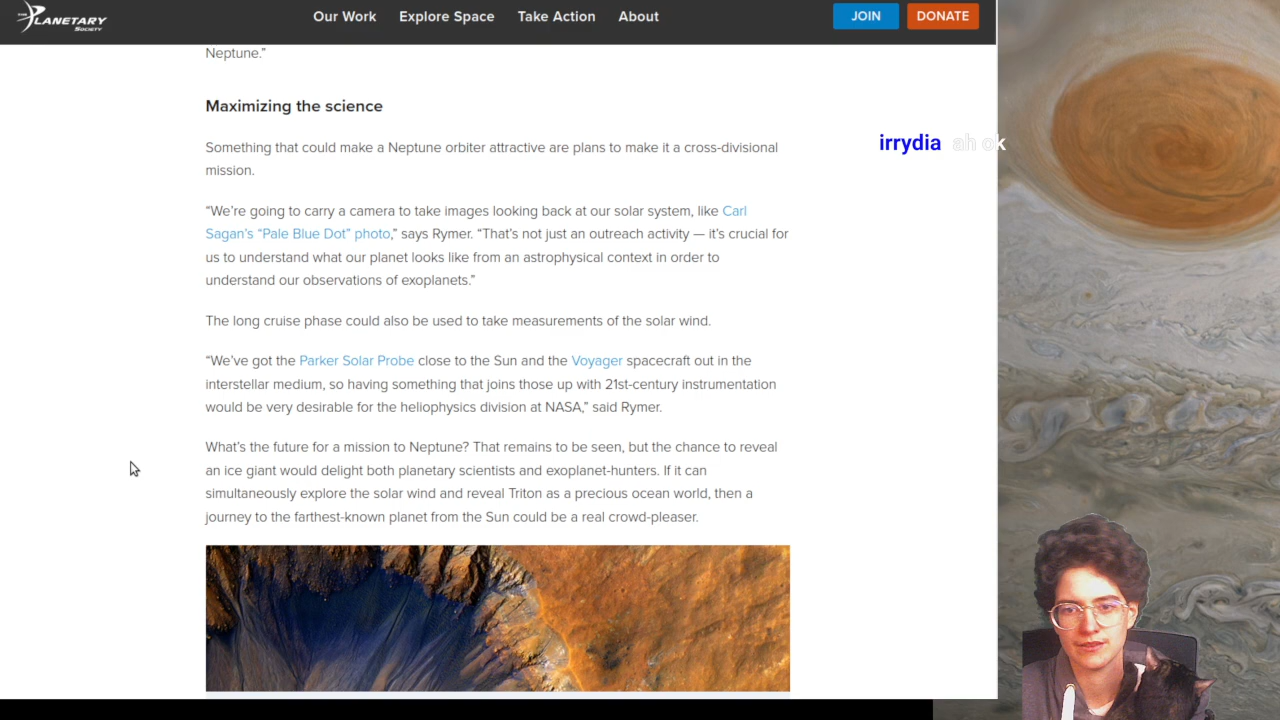 THE PLANETARY SOCIETY
Our Work Explore Space Take Action About JOIN DONATE
Neptune.”
Maximizing the science
irrydia ah ok
Something that could make a Neptune orbiter attractive are plans to make it a cross-divisional
mission.
“We’re going to carry a camera to take images looking back at our solar system, like Carl
Sagan’s “Pale Blue Dot” photo,” says Rymer. “That’s not just an outreach activity — it’s crucial for
us to understand what our planet looks like from an astrophysical context in order to
understand our observations of exoplanets.”
The long cruise phase could also be used to take measurements of the solar wind.
“We’ve got the Parker Solar Probe close to the Sun and the Voyager spacecraft out in the
interstellar medium, so having something that joins those up with 21st-century instrumentation
would be very desirable for the heliophysics division at NASA,” said Rymer.
What’s the future for a mission to Neptune? That remains to be seen, but the chance to reveal
an ice giant would delight both planetary scientists and exoplanet-hunters. If it can
simultaneously explore the solar wind and reveal Triton as a precious ocean world, then a
journey to the farthest-known planet from the Sun could be a real crowd-pleaser.